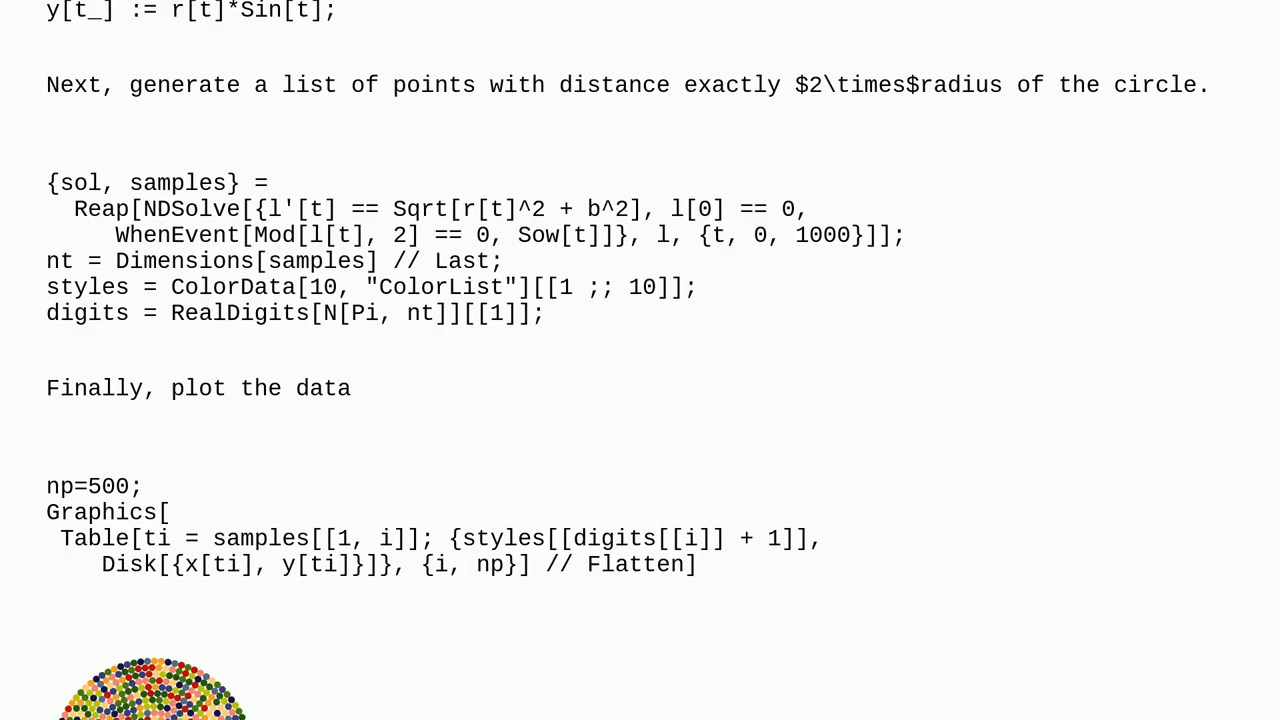 y[t_] := r[t]*Sin[t];
Next, generate a list of points with distance exactly $2\times$radius of the circle.
{sol, samples} =
  Reap[NDSolve[{l'[t] == Sqrt[r[t]^2 + b^2], l[0] == 0,
     WhenEvent[Mod[l[t], 2] == 0, Sow[t]]}, l, {t, 0, 1000}]];
nt = Dimensions[samples] // Last;
styles = ColorData[10, "ColorList"][[1 ;; 10]];
digits = RealDigits[N[Pi, nt]][[1]];
Finally, plot the data
np=500;
Graphics[
 Table[ti = samples[[1, i]]; {styles[[digits[[i]] + 1]],
    Disk[{x[ti], y[ti]}]}, {i, np}] // Flatten]